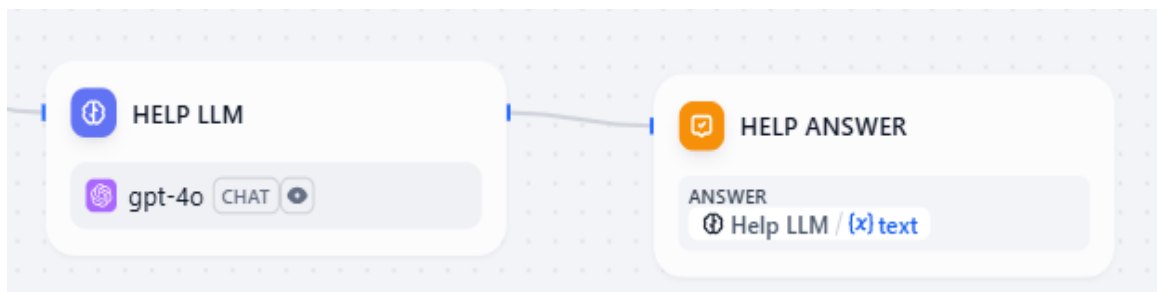 HELP LLM
gpt-4o CHAT
HELP ANSWER
ANSWER
Help LLM / {x} text